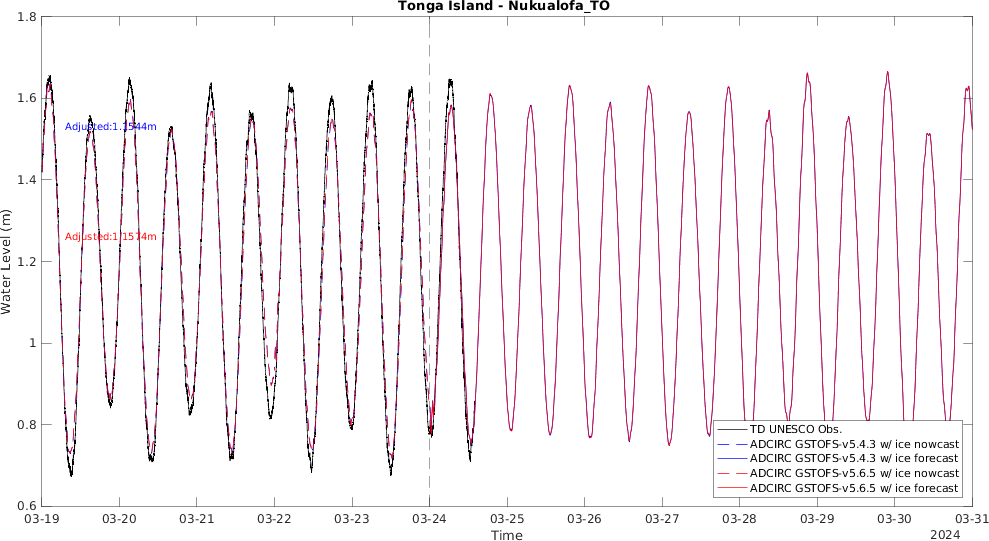 Tonga Island - Nukualofa_TO
1.8
1.6
1.4
1.2
1
0.8
0.6
Water Level (m)
Adjusted:1.1544m
Adjusted:1.1574m
TD UNESCO Obs.
ADCIRC GSTOFS-v5.4.3 w/ ice nowcast
ADCIRC GSTOFS-v5.4.3 w/ ice forecast
ADCIRC GSTOFS-v5.6.5 w/ ice nowcast
ADCIRC GSTOFS-v5.6.5 w/ ice forecast
03-19 03-20 03-21 03-22 03-23 03-24 03-25 03-26 03-27 03-28 03-29 03-30 03-31
Time
2024